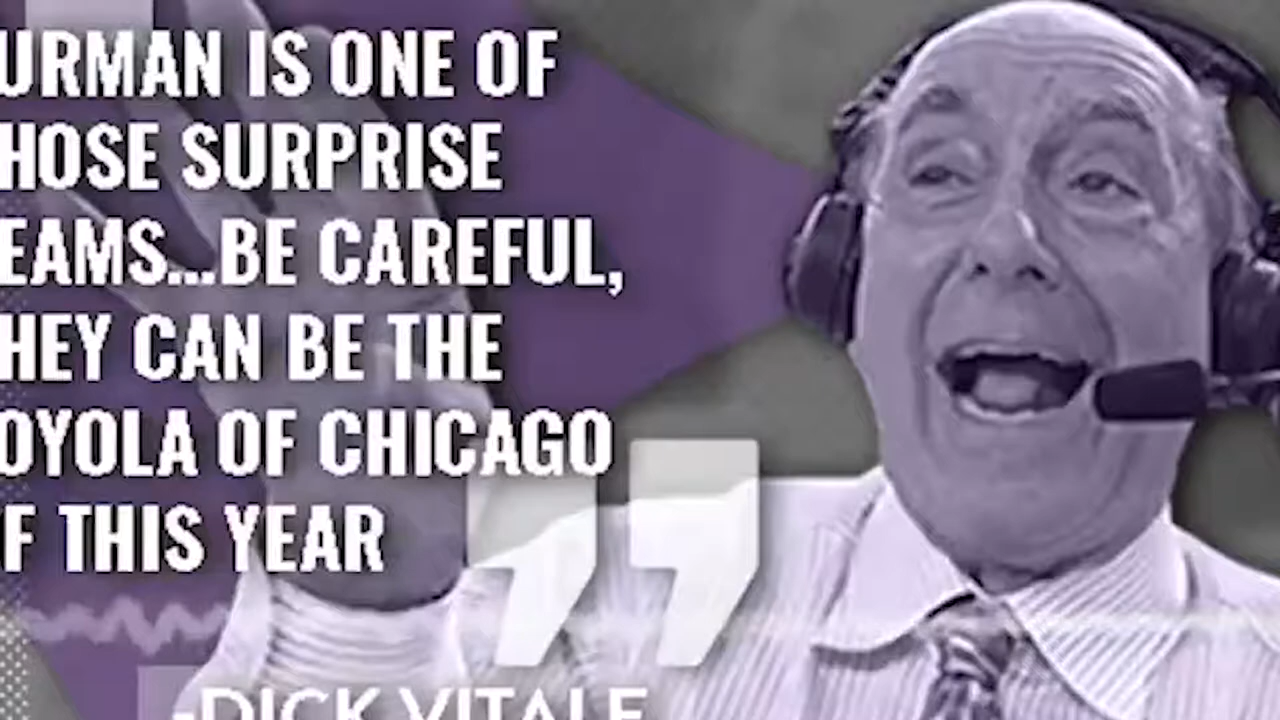 URMAN IS ONE OF
HOSE SURPRISE
EAMS...BE CAREFUL,
HEY CAN BE THE
OYOLA OF CHICAGO
F THIS YEAR
-DICK VITALE